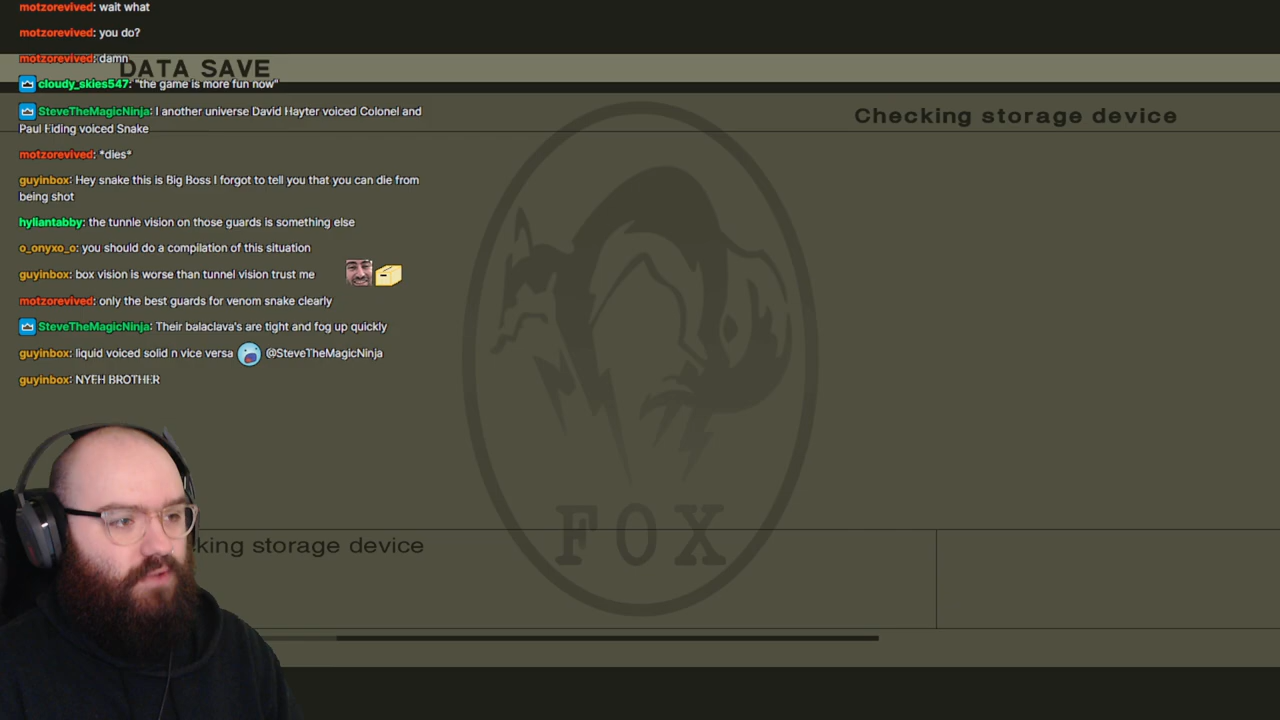 motzorevived: wait what
motzorevived: you do?
motzorevived: damn
DATA SAVE
cloudy_skies547: "the game is more fun now"
SteveTheMagicNinja: I another universe David Hayter voiced Colonel and
Paul Eiding voiced Snake
Checking storage device
motzorevived: *dies*
guyinbox: Hey snake this is Big Boss I forgot to tell you that you can die from
being shot
hyliantabby: the tunnle vision on those guards is something else
o_onyxo_o: you should do a compilation of this situation
guyinbox: box vision is worse than tunnel vision trust me
motzorevived: only the best guards for venom snake clearly
SteveTheMagicNinja: Their balaclava's are tight and fog up quickly
guyinbox: liquid voiced solid n vice versa @SteveTheMagicNinja
guyinbox: NYEH BROTHER
FOX
king storage device